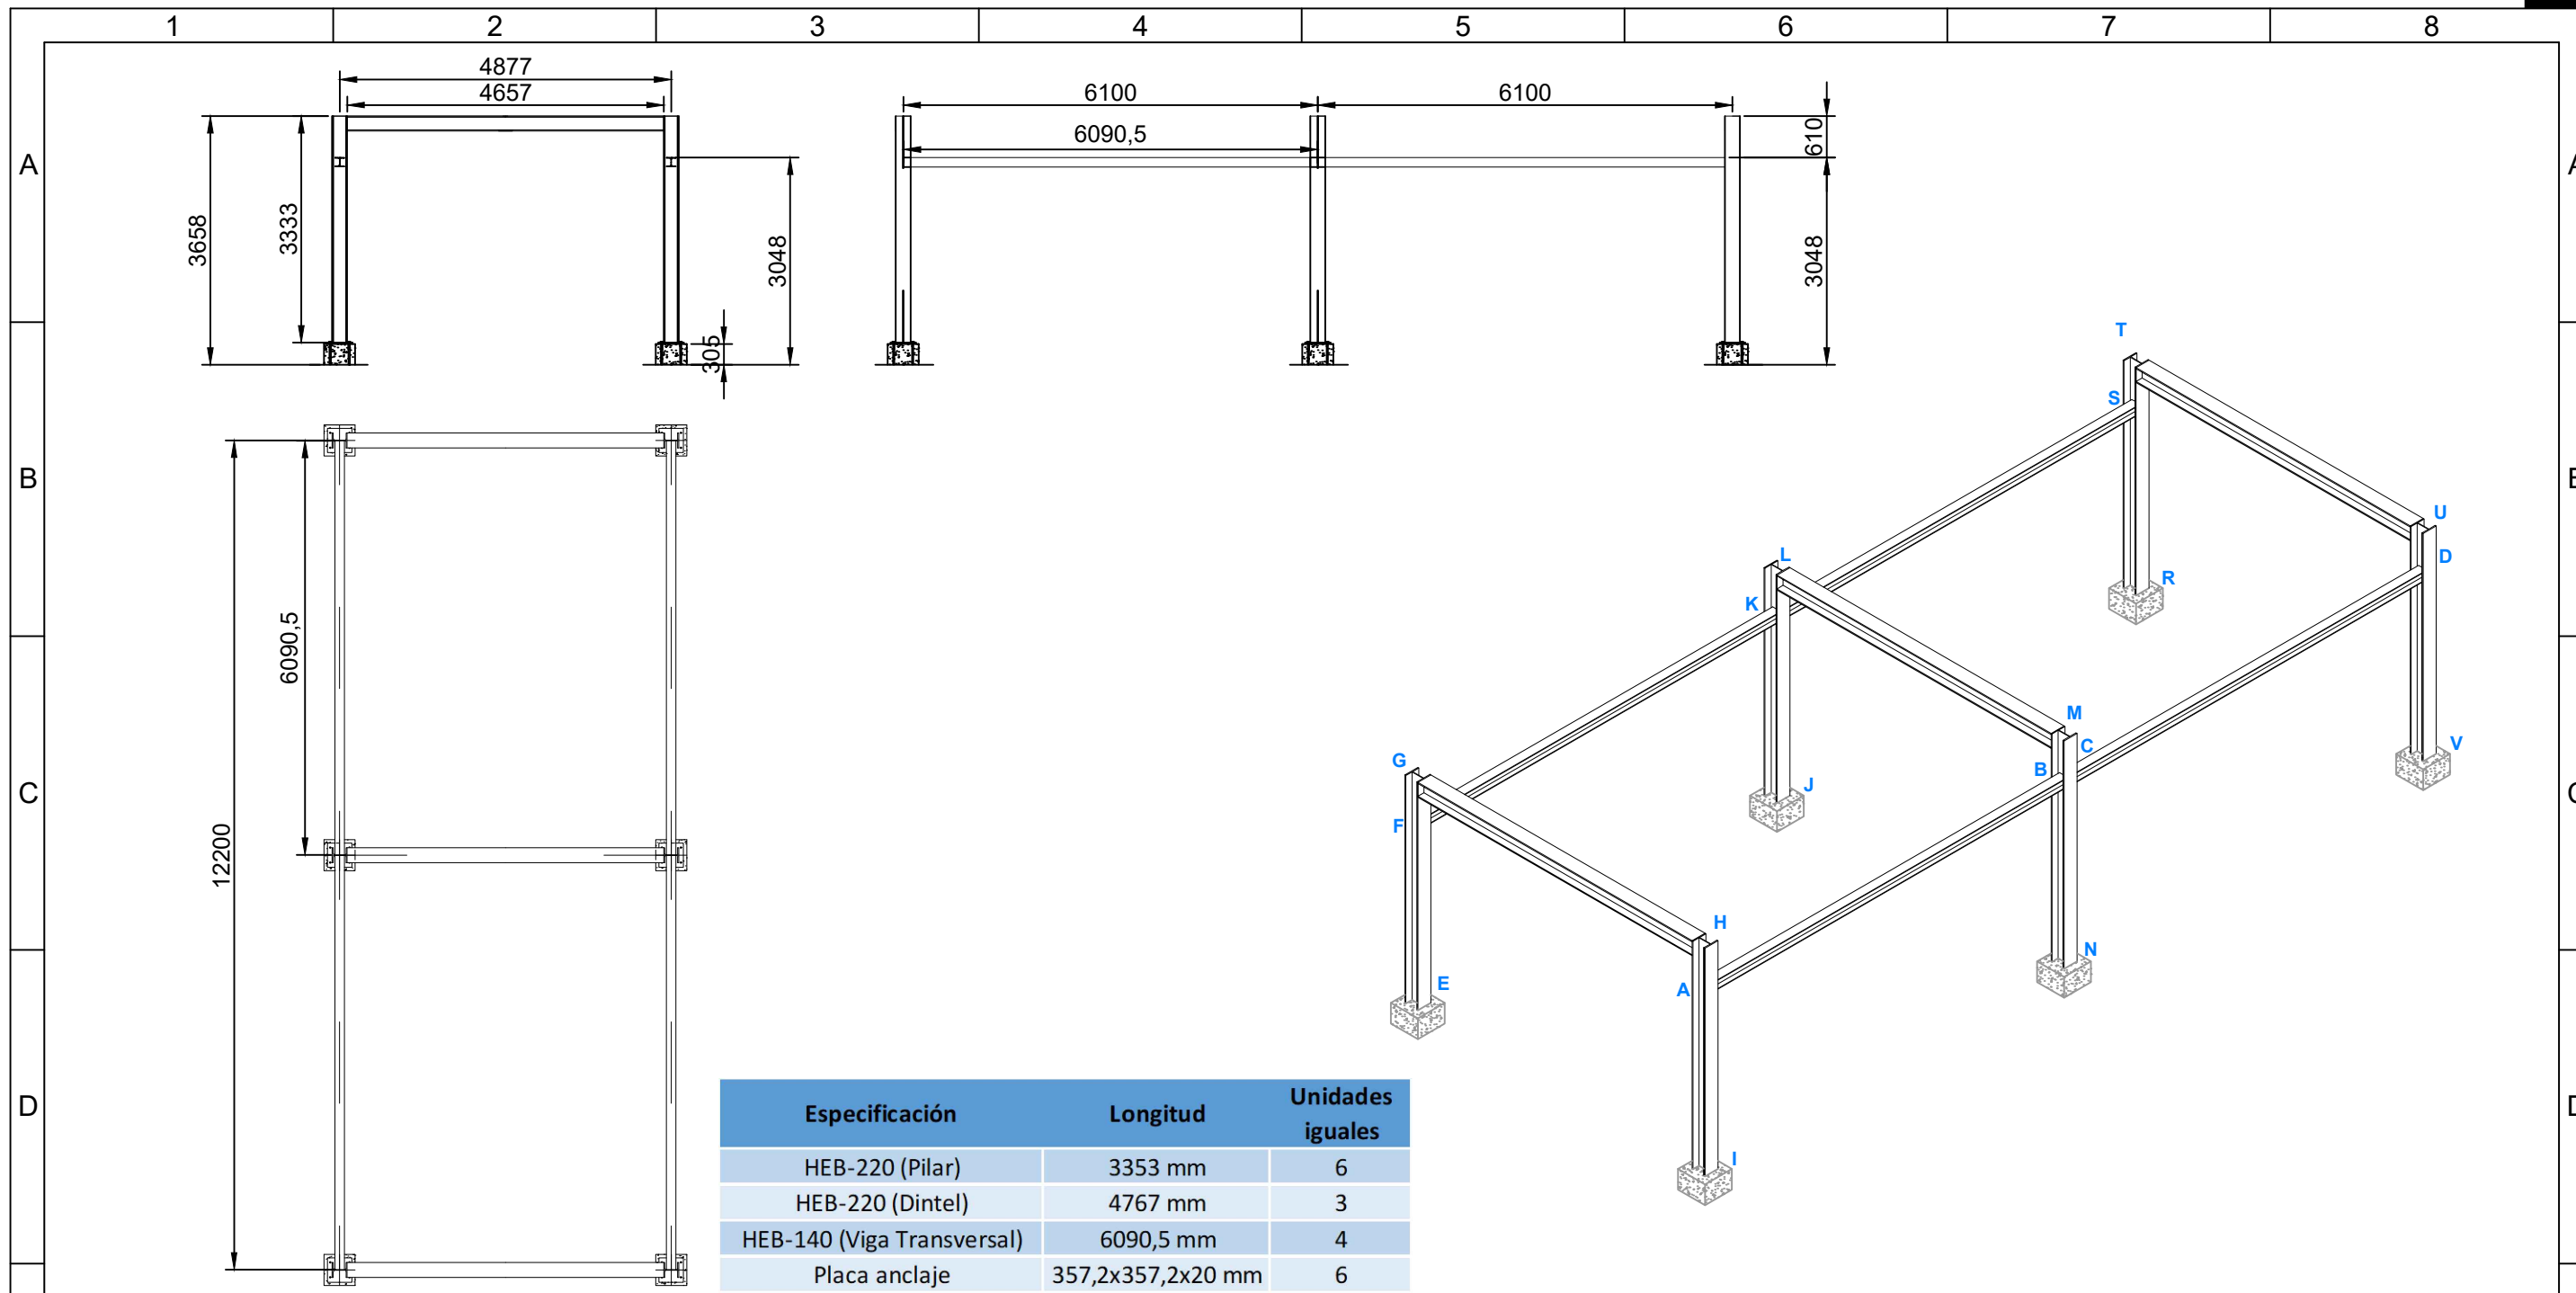 1 2 3 4 5 6 7 8
4877
4657
3658
3333
3048
305
6100 6100
6090,5
610
3048
A
B
C
D
12200
6090,5
T
S
U
D
R
L
K
M
C
B
V
G
J
F
H
N
E
A
I
Especificación Longitud Unidades iguales
HEB-220 (Pilar) 3353 mm 6
HEB-220 (Dintel) 4767 mm 3
HEB-140 (Viga Transversal) 6090,5 mm 4
Placa anclaje 357,2x357,2x20 mm 6